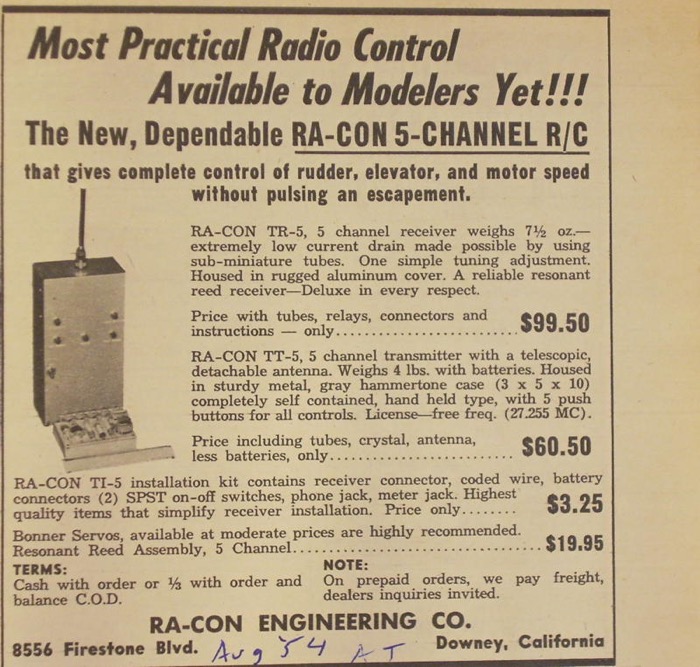 Most Practical Radio Control
Available to Modelers Yet!!!
The New, Dependable RA-CON 5-CHANNEL R/C
that gives complete control of rudder, elevator, and motor speed
without pulsing an escapement.
RA-CON TR-5, 5 channel receiver weighs 7½ oz.—
extremely low current drain made possible by using
sub-miniature tubes. One simple tuning adjustment.
Housed in rugged aluminum cover. A reliable resonant
reed receiver—Deluxe in every respect.
Price with tubes, relays, connectors and
instructions — only.................... $99.50
RA-CON TT-5, 5 channel transmitter with a telescopic,
detachable antenna. Weighs 4 lbs. with batteries. Housed
in sturdy metal, gray hammertone case (3 x 5 x 10)
completely self contained, hand held type, with 5 push
buttons for all controls. License—free freq. (27.255 MC).
Price including tubes, crystal, antenna,
less batteries, only..................... $60.50
RA-CON TI-5 installation kit contains receiver connector, coded wire, battery
connectors (2) SPST on-off switches, phone jack, meter jack. Highest
quality items that simplify receiver installation. Price only........ $3.25
Bonner Servos, available at moderate prices are highly recommended.
Resonant Reed Assembly, 5 Channel.............................. $19.95
TERMS:
Cash with order or ⅓ with order and
balance C.O.D.
NOTE:
On prepaid orders, we pay freight,
dealers inquiries invited.
RA-CON ENGINEERING CO.
8556 Firestone Blvd. Downey, California
Aug 54 AT